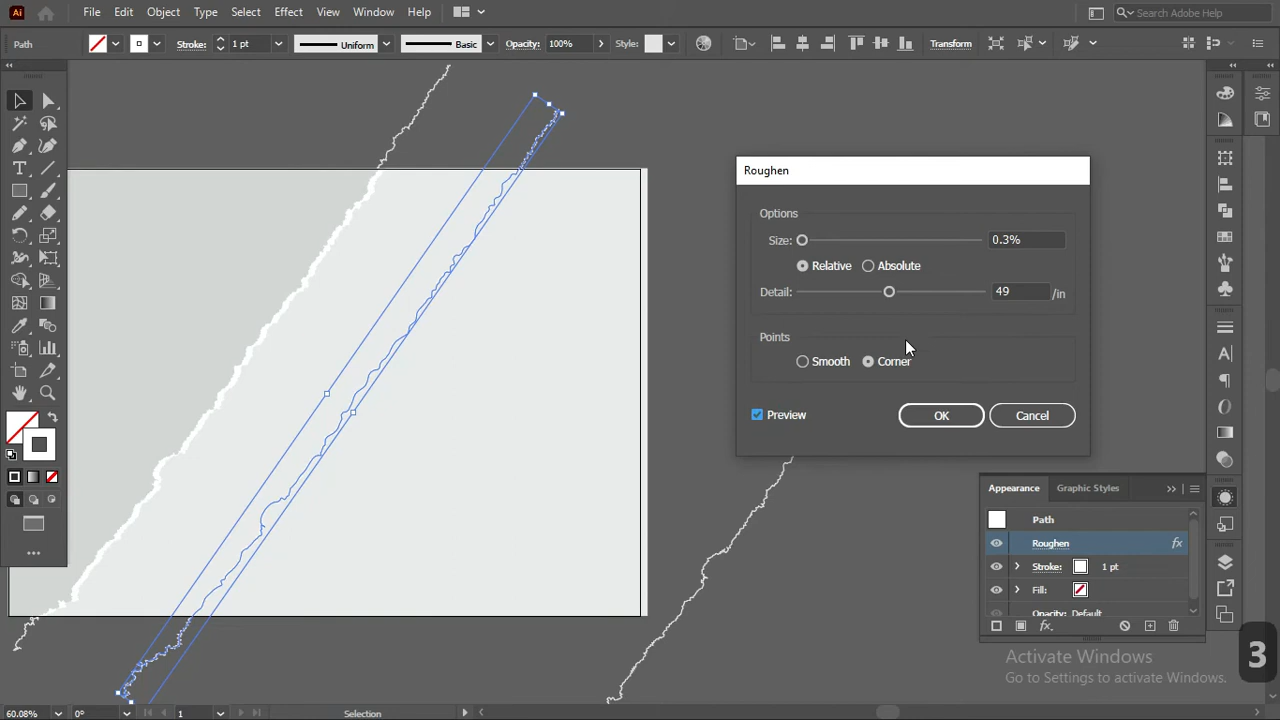 Ai File Edit Object Type Select Effect View Window Help Search Adobe Help
Path Stroke: 1 pt Uniform Basic Opacity: 100% Style: Transform
Roughen
Options
Size: 0.3%
Relative Absolute
Detail: 49 /in
Points
Smooth Corner
Preview OK Cancel
Appearance Graphic Styles
Path
Roughen fx
Stroke: 1 pt
Fill:
Opacity: Default
fx.
Activate Windows
Go to Settings to activate Windows.
3
60.08% 0° 1 Selection